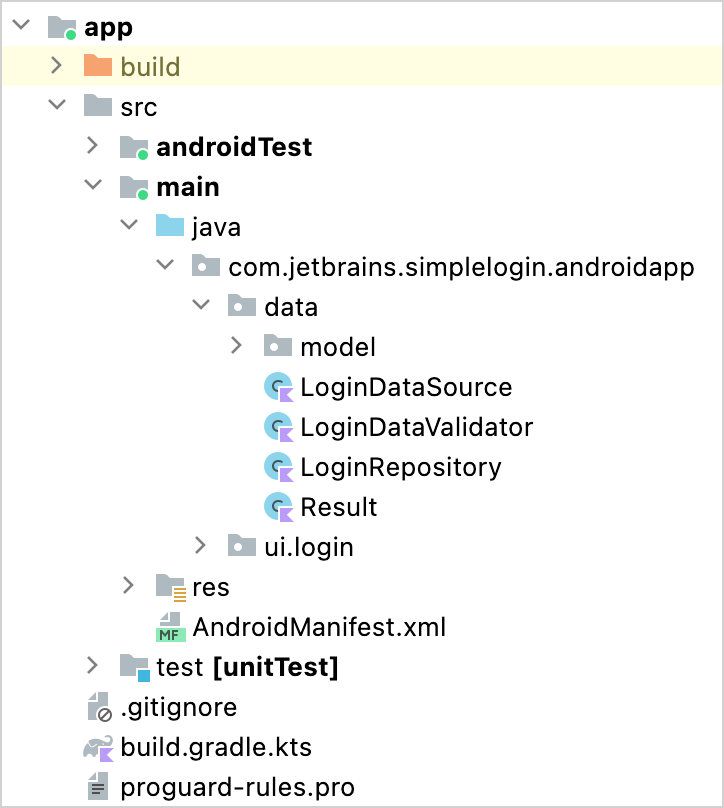 app
build
src
androidTest
main
java
com.jetbrains.simplelogin.androidapp
data
model
LoginDataSource
LoginDataValidator
LoginRepository
Result
ui.login
res
MF AndroidManifest.xml
test [unitTest]
.gitignore
build.gradle.kts
proguard-rules.pro